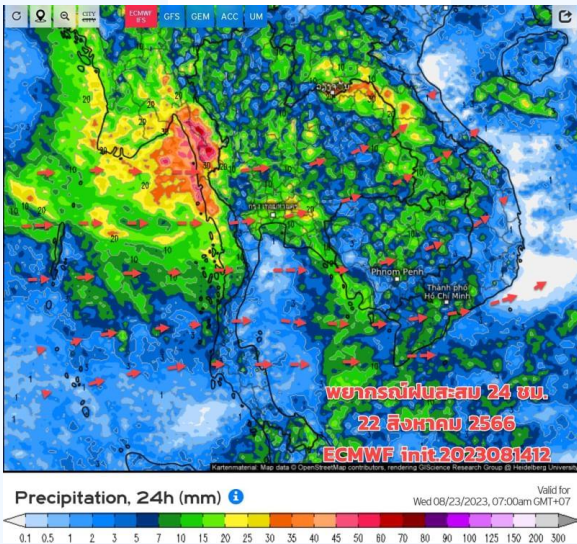 CITY
CITY
ECMWF
8'S
GFS
GEM
ACC
UM
Phnom Penh
Thành phố
Hồ Chí Minh
พยากรณ์ฝนสะสม 24 ชม.
22 สิงหาคม 2566
ECMWF init.2023081412
Kartenmaterial: Map data © OpenStreetMap contributors, rendering GIScience Research Group @ Heidelberg University
Precipitation, 24h (mm)
Valid for
Wed 08/23/2023, 07:00am GMT+07
0.1 0.5 1 2 3 5 7 10 15 20 25 30 35 40 45 50 60 70 80 90 100 125 150 200 300